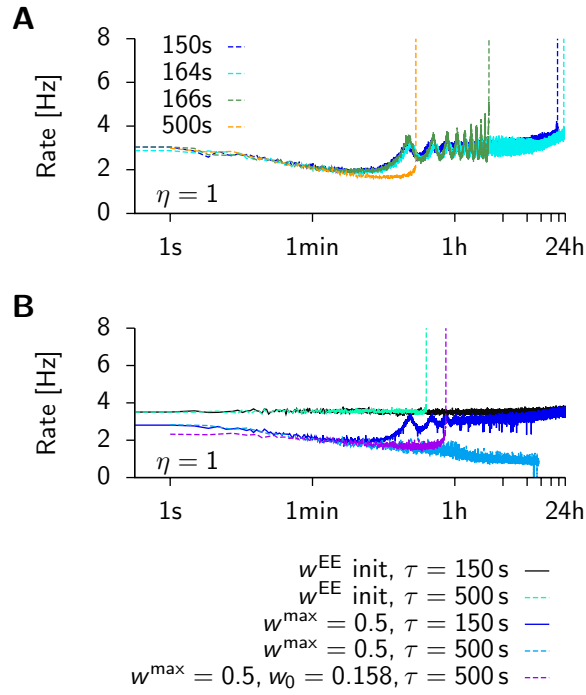 A
8
6
4
2
0
Rate [Hz]
150s
164s
166s
500s
η = 1
1s 1min 1h 24h
B
8
6
4
2
0
Rate [Hz]
η = 1
1s 1min 1h 24h
w^EE init, τ = 150 s
w^EE init, τ = 500 s
w^max = 0.5, τ = 150 s
w^max = 0.5, τ = 500 s
w^max = 0.5, w₀ = 0.158, τ = 500 s